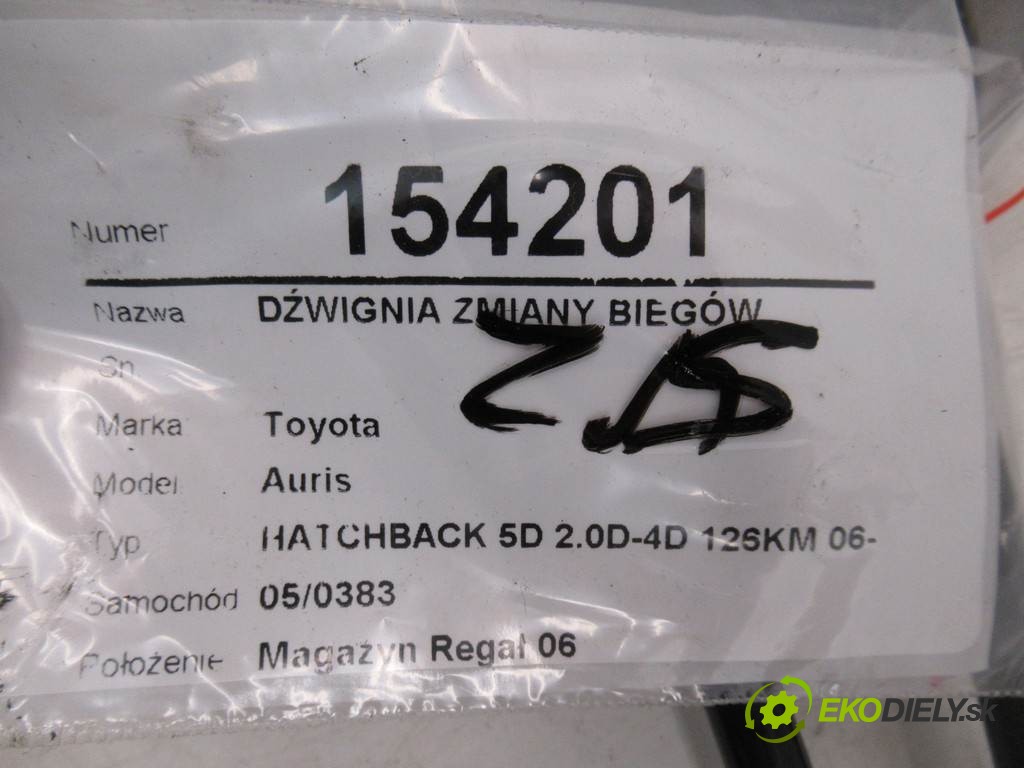 Numer 154201
Nazwa DŹWIGNIA ZMIANY BIEGÓW
Sn
Marka Toyota
Model Auris
Typ HATCHBACK 5D 2.0D-4D 126KM 06-
Samochód 05/0383
Położenie Magazyn Regał 06
EKODIELY.sk